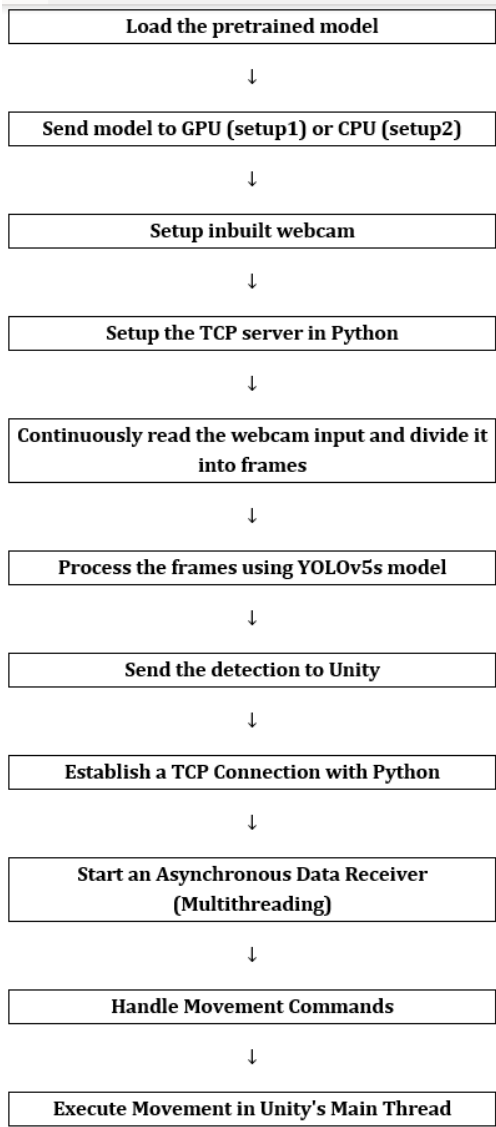 Load the pretrained model
↓
Send model to GPU (setup1) or CPU (setup2)
↓
Setup inbuilt webcam
↓
Setup the TCP server in Python
↓
Continuously read the webcam input and divide it
into frames
↓
Process the frames using YOLOv5s model
↓
Send the detection to Unity
↓
Establish a TCP Connection with Python
↓
Start an Asynchronous Data Receiver
(Multithreading)
↓
Handle Movement Commands
↓
Execute Movement in Unity's Main Thread